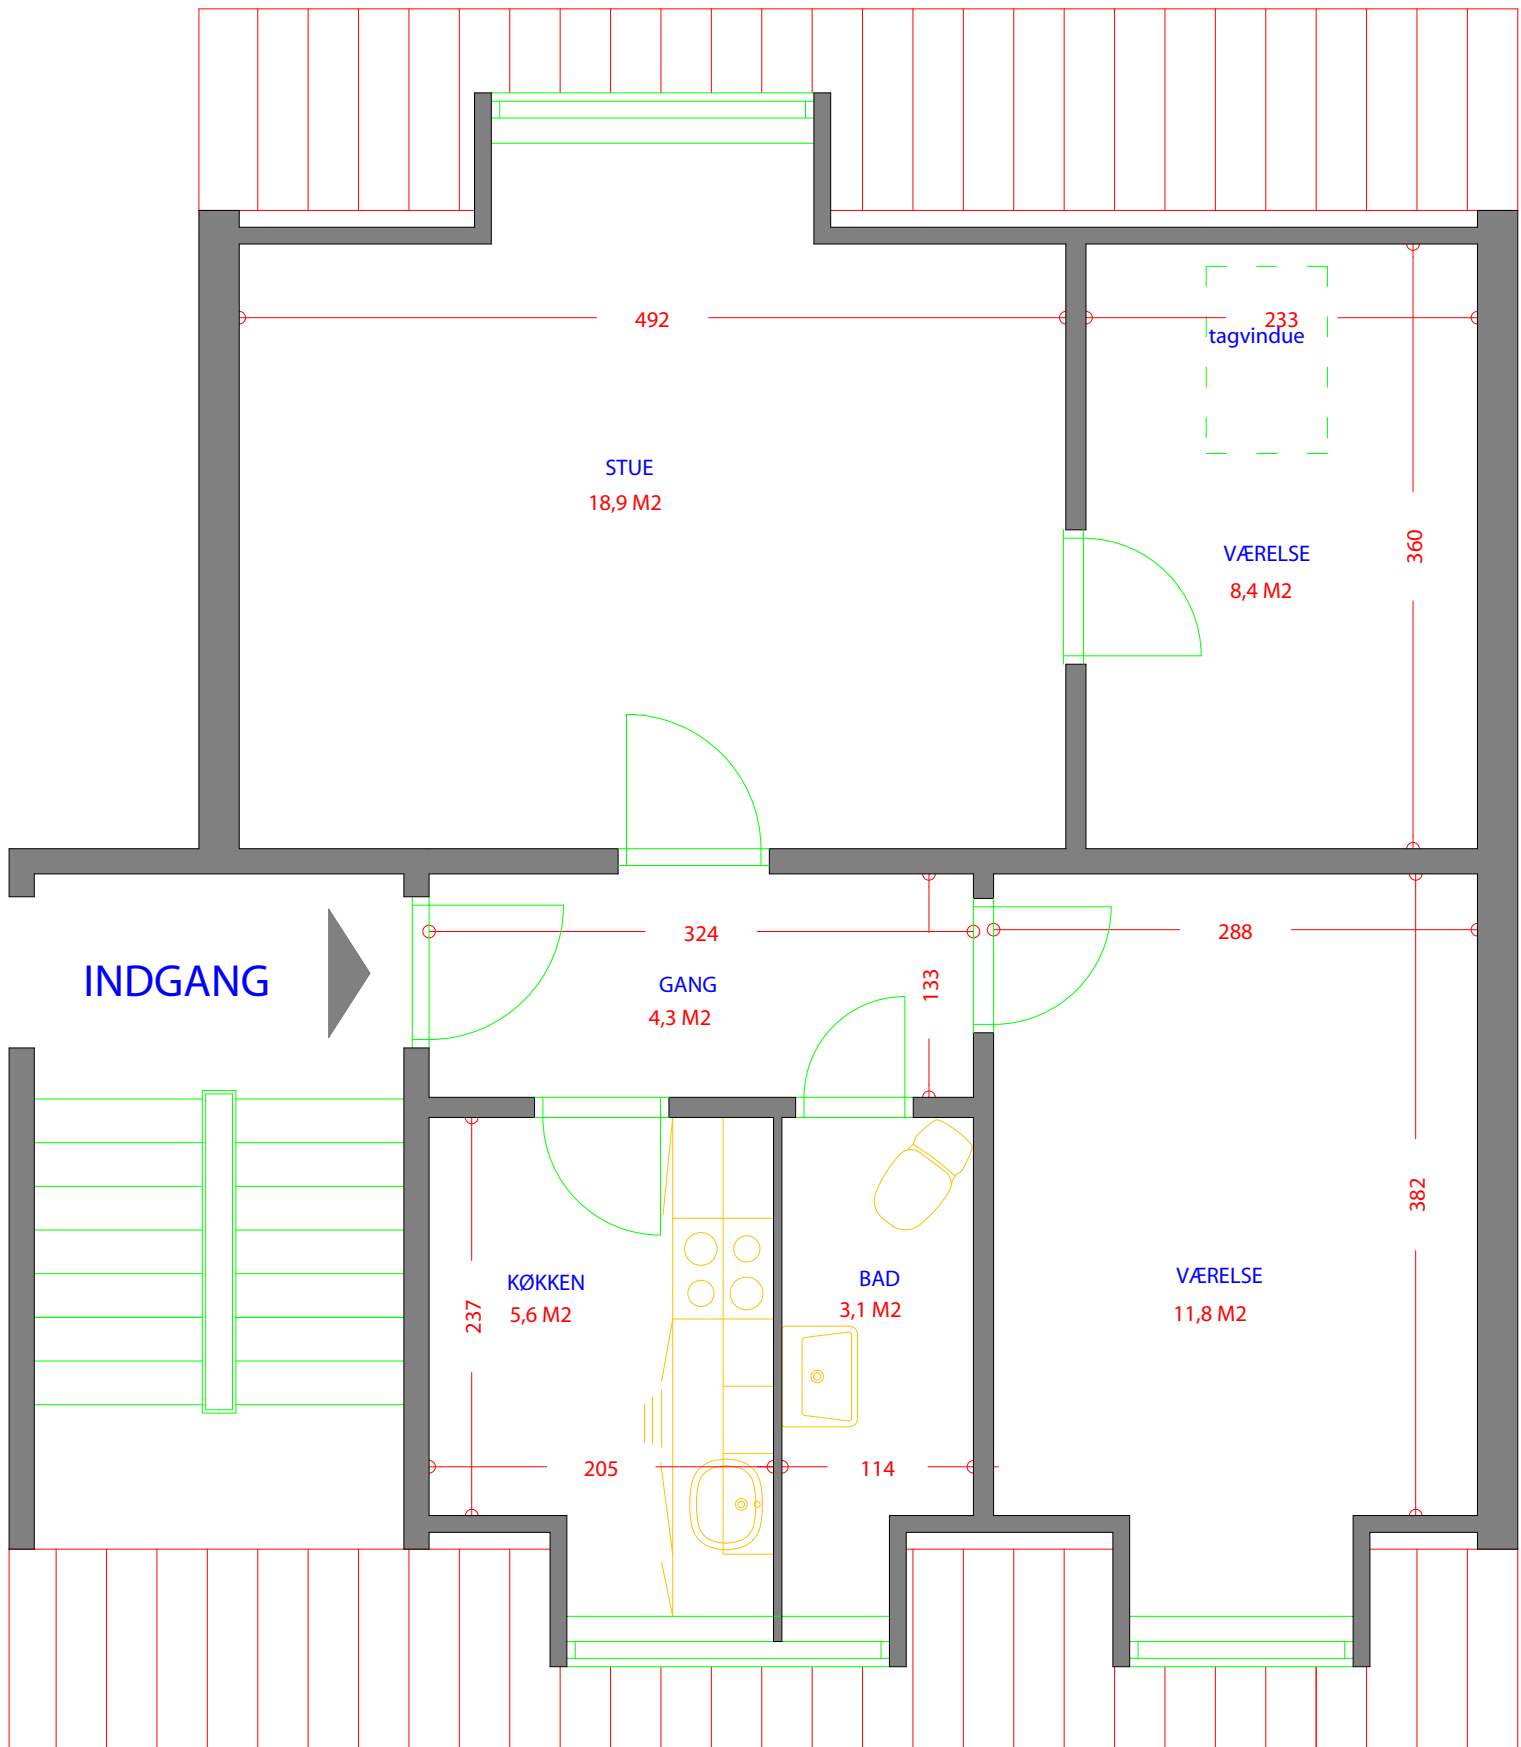 492
233
tagvindue
STUE
18,9 M2
360
VÆRELSE
8,4 M2
324
288
INDGANG
GANG
4,3 M2
133
382
KØKKEN
5,6 M2
237
BAD
3,1 M2
VÆRELSE
11,8 M2
205
114